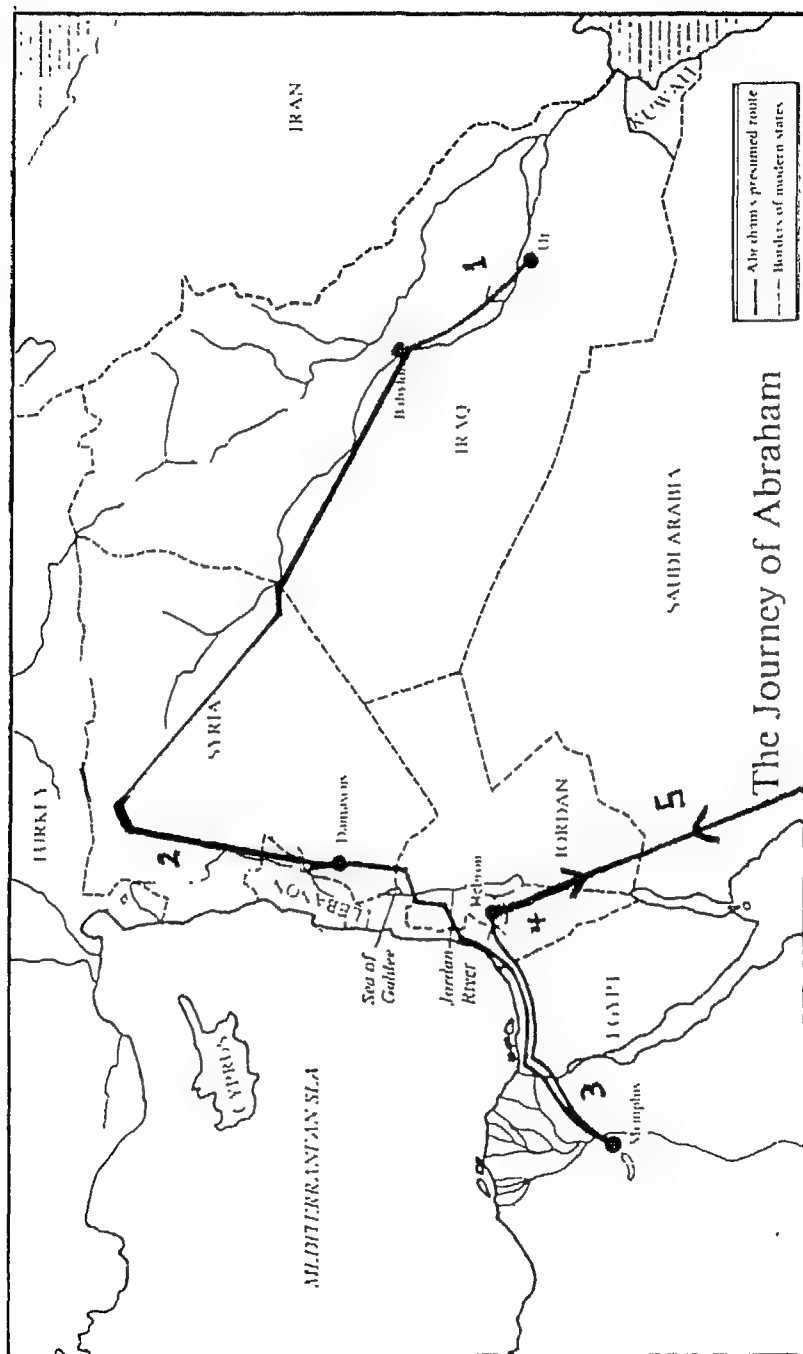 TURKEY
CYPRUS
MEDITERRANEAN SEA
SYRIA
LEBANON
Damascus
Sea of
Galilee
Jordan
River
Hebron
JORDAN
EGYPT
Memphis
IRAN
IRAQ
Babylon
Ur
KUWAIT
SAUDI ARABIA
1
2
3
4
5
The Journey of Abraham
Abraham's presumed route
Borders of modern states